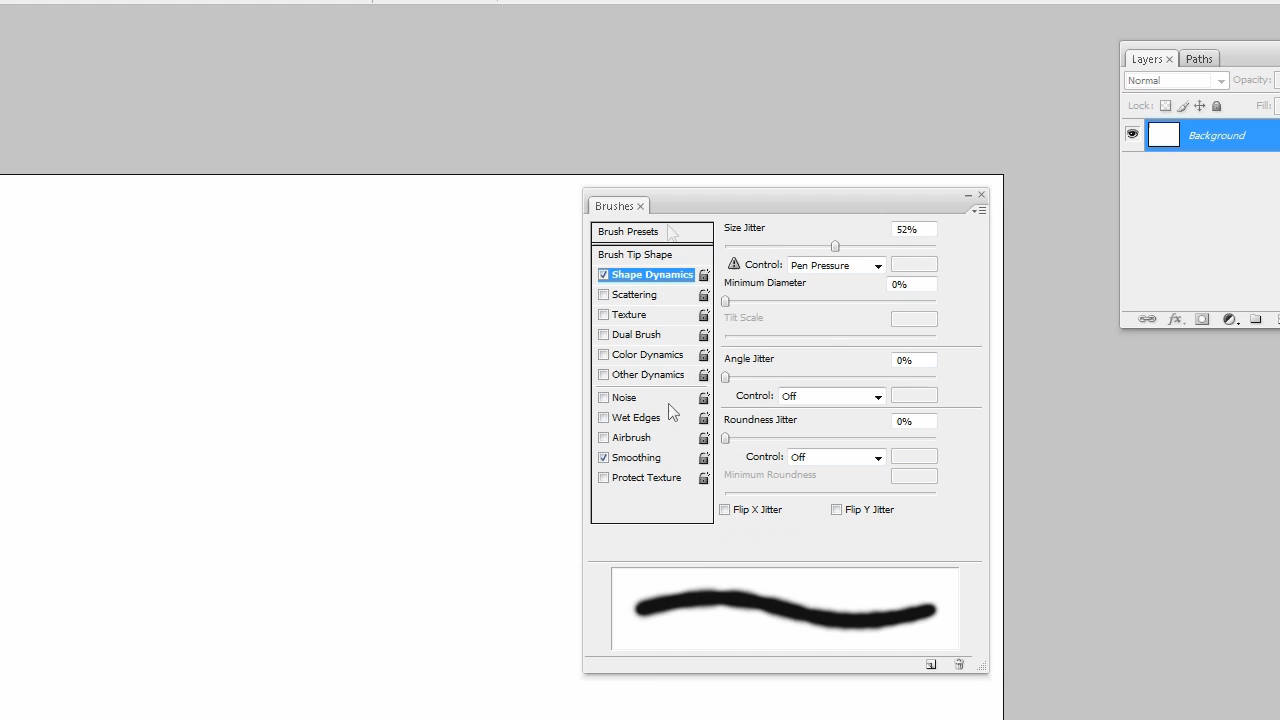 Layers
Paths
Normal
Opacity:
Lock:
Fill:
Background
Brushes
Brush Presets
Brush Tip Shape
Shape Dynamics
Scattering
Texture
Dual Brush
Color Dynamics
Other Dynamics
Noise
Wet Edges
Airbrush
Smoothing
Protect Texture
Size Jitter
52%
Control:
Pen Pressure
Minimum Diameter
0%
Tilt Scale
Angle Jitter
0%
Control:
Off
Roundness Jitter
0%
Control:
Off
Minimum Roundness
Flip X Jitter
Flip Y Jitter